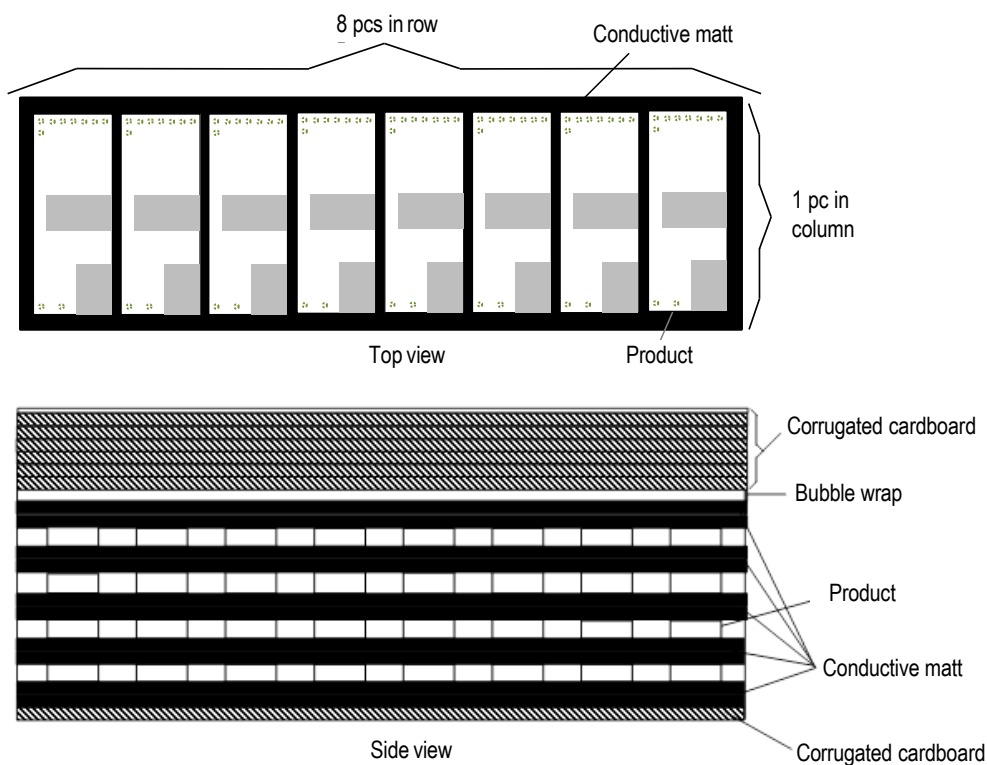 8 pcs in row
Conductive matt
1 pc in
column
Top view
Product
Corrugated cardboard
Bubble wrap
Product
Conductive matt
Side view
Corrugated cardboard